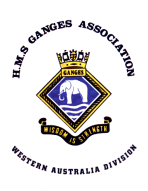 H.M.S GANGES ASSOCIATION
GANGES
WISDOM IS STRENGTH
WESTERN AUSTRALIA DIVISION